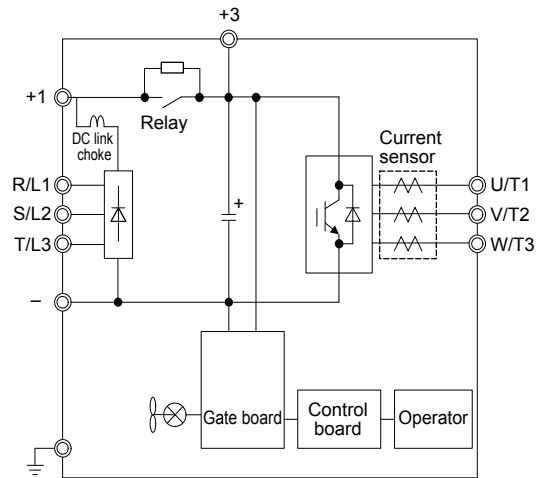 +3
+1
Relay
DC link
choke
Current
sensor
R/L1
S/L2
T/L3
U/T1
V/T2
W/T3
+
–
Gate board
Control
board
Operator